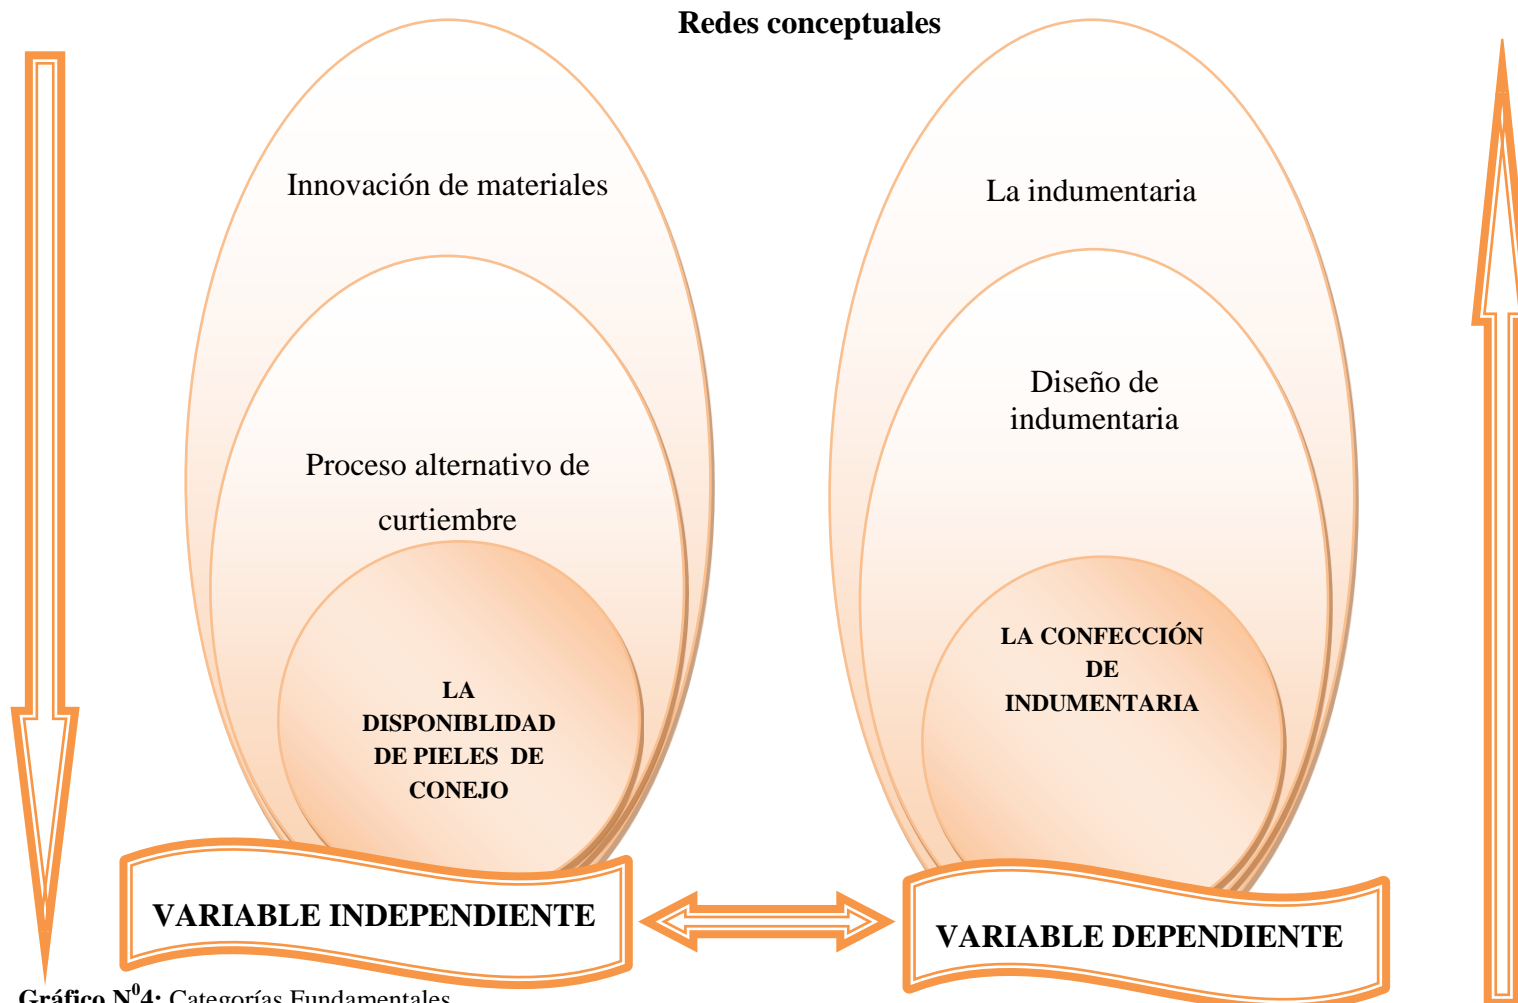 Redes conceptuales
Innovación de materiales
Proceso alternativo de
curtiembre
LA
DISPONIBLIDAD
DE PIELES DE
CONEJO
VARIABLE INDEPENDIENTE
La indumentaria
Diseño de
indumentaria
LA CONFECCIÓN
DE
INDUMENTARIA
VARIABLE DEPENDIENTE
Gráfico N⁰4: Categorías Fundamentales